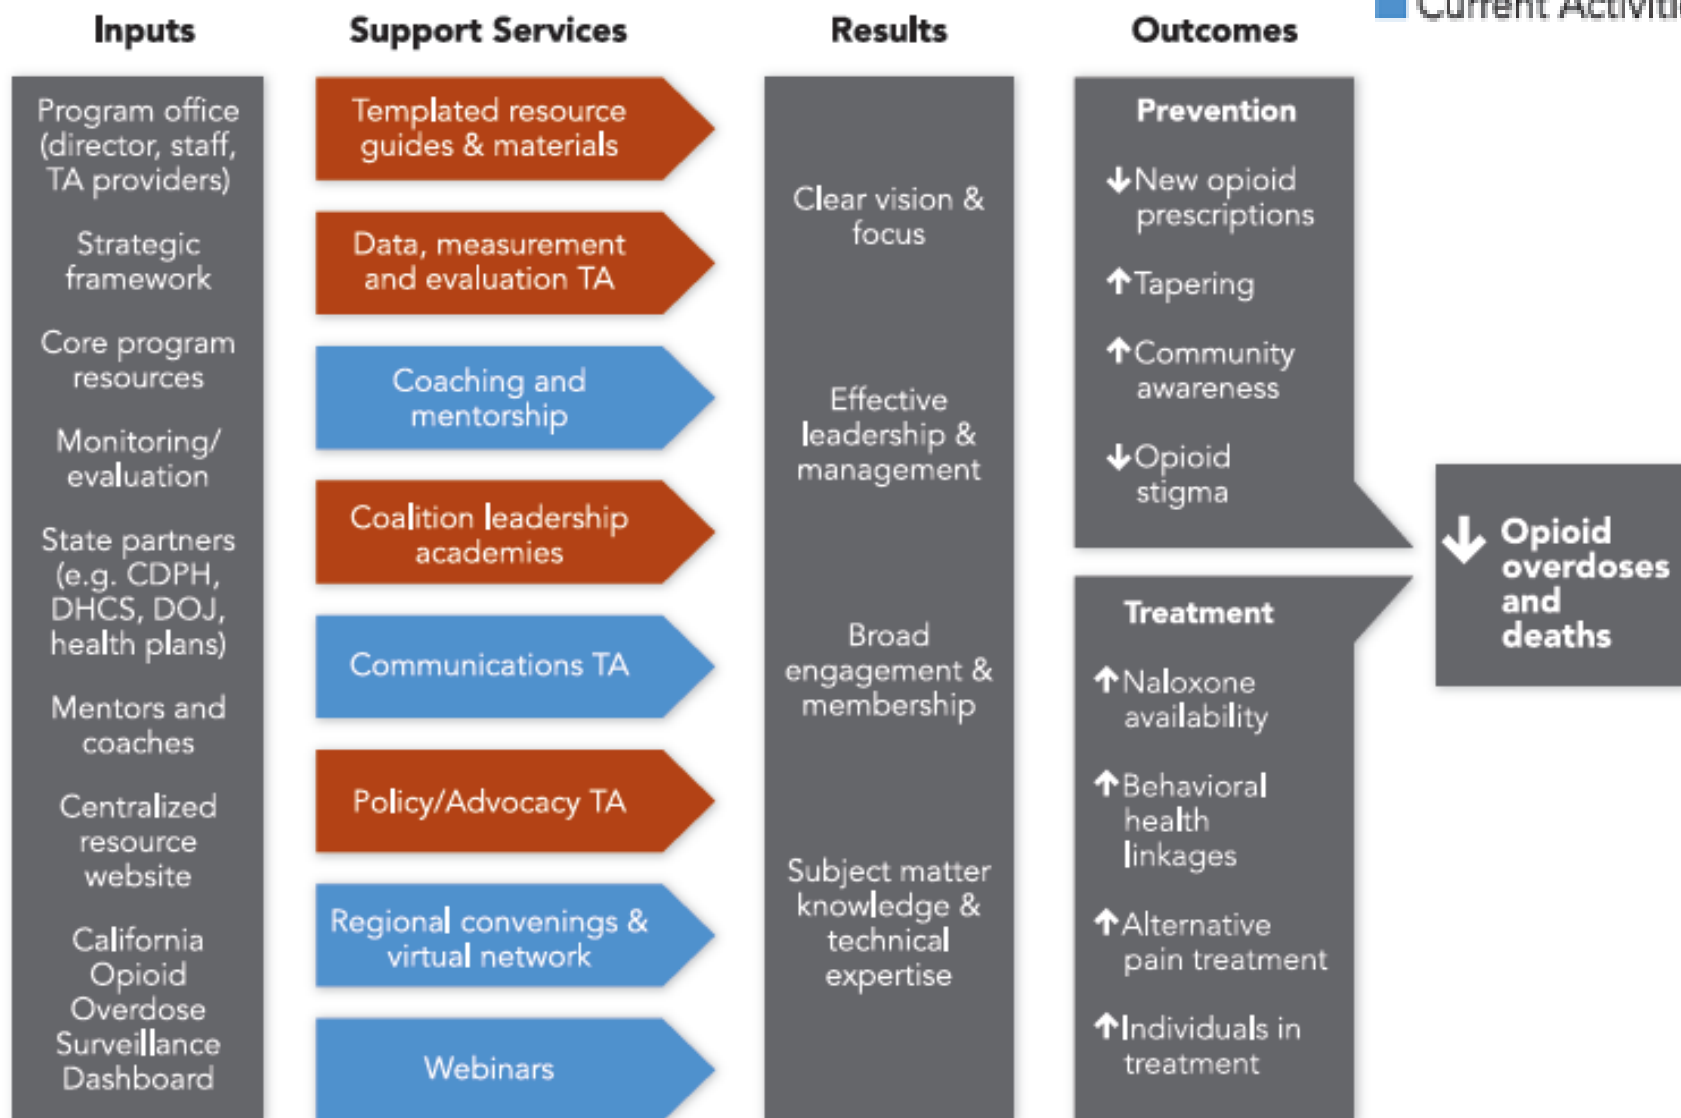 Current Activitie
Inputs
Support Services
Results
Outcomes
Program office
(director, staff,
TA providers)
Strategic
framework
Core program
resources
Monitoring/
evaluation
State partners
(e.g. CDPH,
DHCS, DOJ,
health plans)
Mentors and
coaches
Centralized
resource
website
California
Opioid
Overdose
Surveillance
Dashboard
Templated resource
guides & materials
Data, measurement
and evaluation TA
Coaching and
mentorship
Coalition leadership
academies
Communications TA
Policy/Advocacy TA
Regional convenings &
virtual network
Webinars
Clear vision &
focus
Effective
leadership &
management
Broad
engagement &
membership
Subject matter
knowledge &
technical
expertise
Prevention
↓New opioid
prescriptions
↑Tapering
↑Community
awareness
↓Opioid
stigma
Treatment
↑Naloxone
availability
↑Behavioral
health
linkages
↑Alternative
pain treatment
↑Individuals in
treatment
↓ Opioid
overdoses
and
deaths